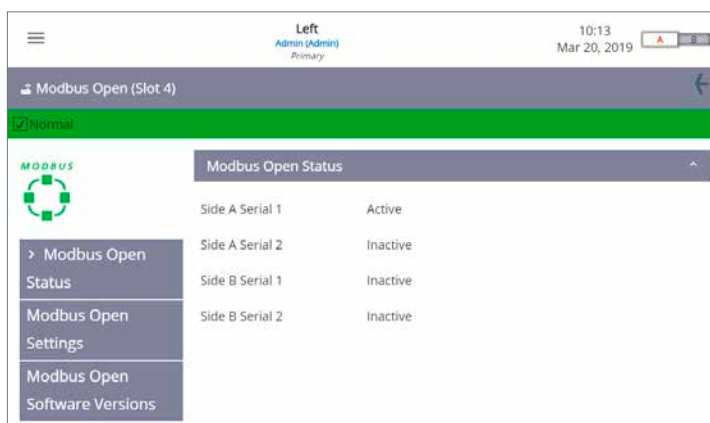 Left
Admin (Admin)
Primary
10:13
Mar 20, 2019
A B
Modbus Open (Slot 4)
Normal
MODBUS
Modbus Open Status
Side A Serial 1 Active
Side A Serial 2 Inactive
Side B Serial 1 Inactive
Side B Serial 2 Inactive
> Modbus Open
Status
Modbus Open
Settings
Modbus Open
Software Versions